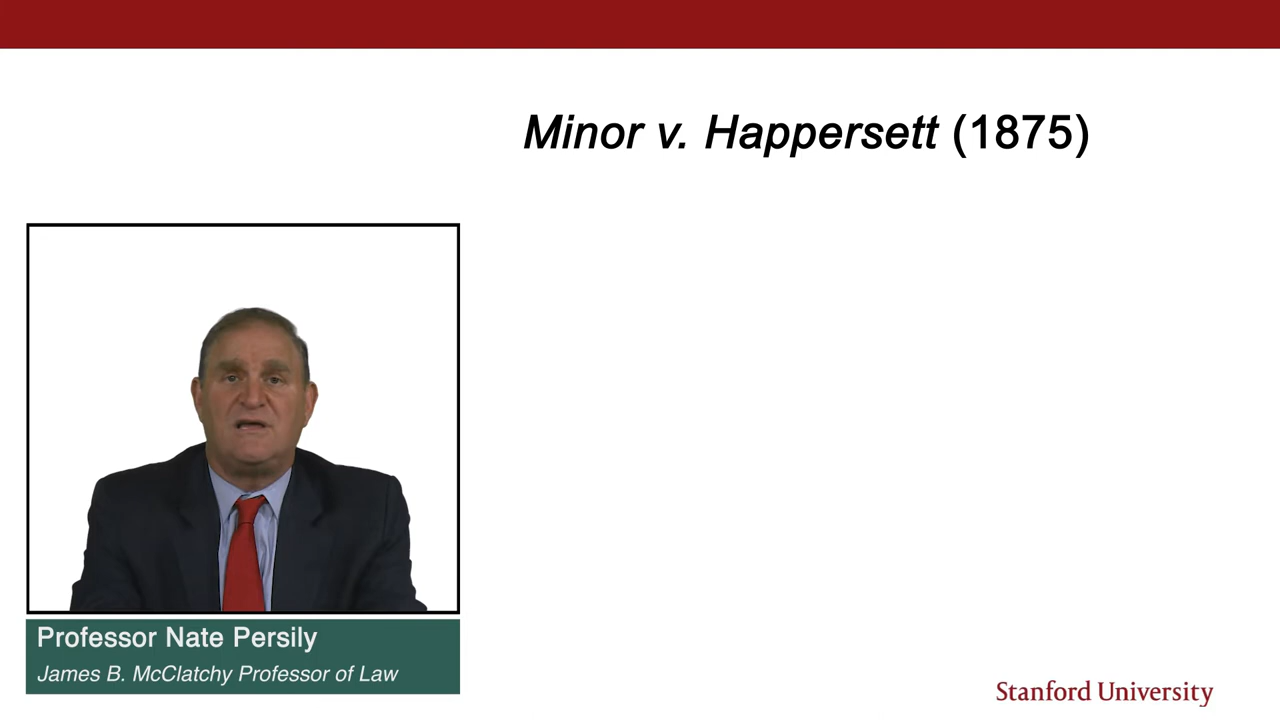 Minor v. Happersett (1875)
Professor Nate Persily
James B. McClatchy Professor of Law
Stanford University